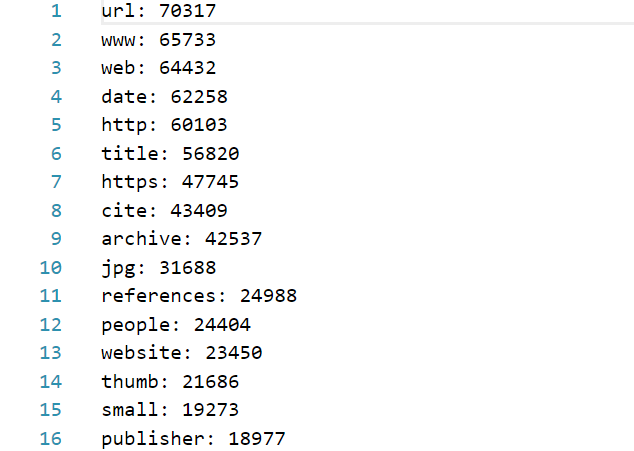 1 url: 70317
2 www: 65733
3 web: 64432
4 date: 62258
5 http: 60103
6 title: 56820
7 https: 47745
8 cite: 43409
9 archive: 42537
10 jpg: 31688
11 references: 24988
12 people: 24404
13 website: 23450
14 thumb: 21686
15 small: 19273
16 publisher: 18977